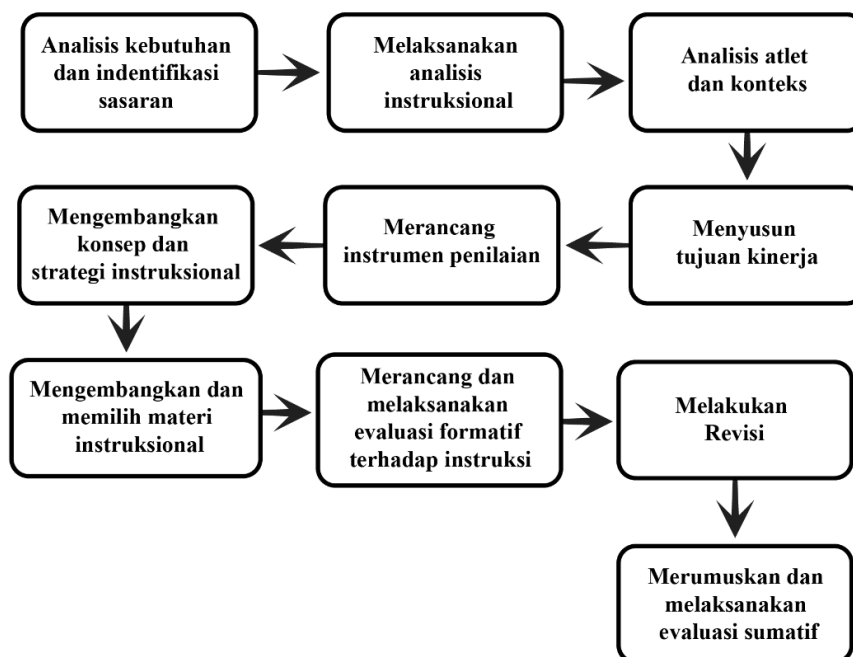 Analisis kebutuhan
dan indentifikasi
sasaran
Melaksanakan
analisis
instruksional
Analisis atlet
dan konteks
Menyusun
tujuan kinerja
Merancang
instrumen penilaian
Mengembangkan
konsep dan
strategi instruksional
Mengembangkan dan
memilih materi
instruksional
Merancang dan
melaksanakan
evaluasi formatif
terhadap instruksi
Melakukan
Revisi
Merumuskan dan
melaksanakan
evaluasi sumatif